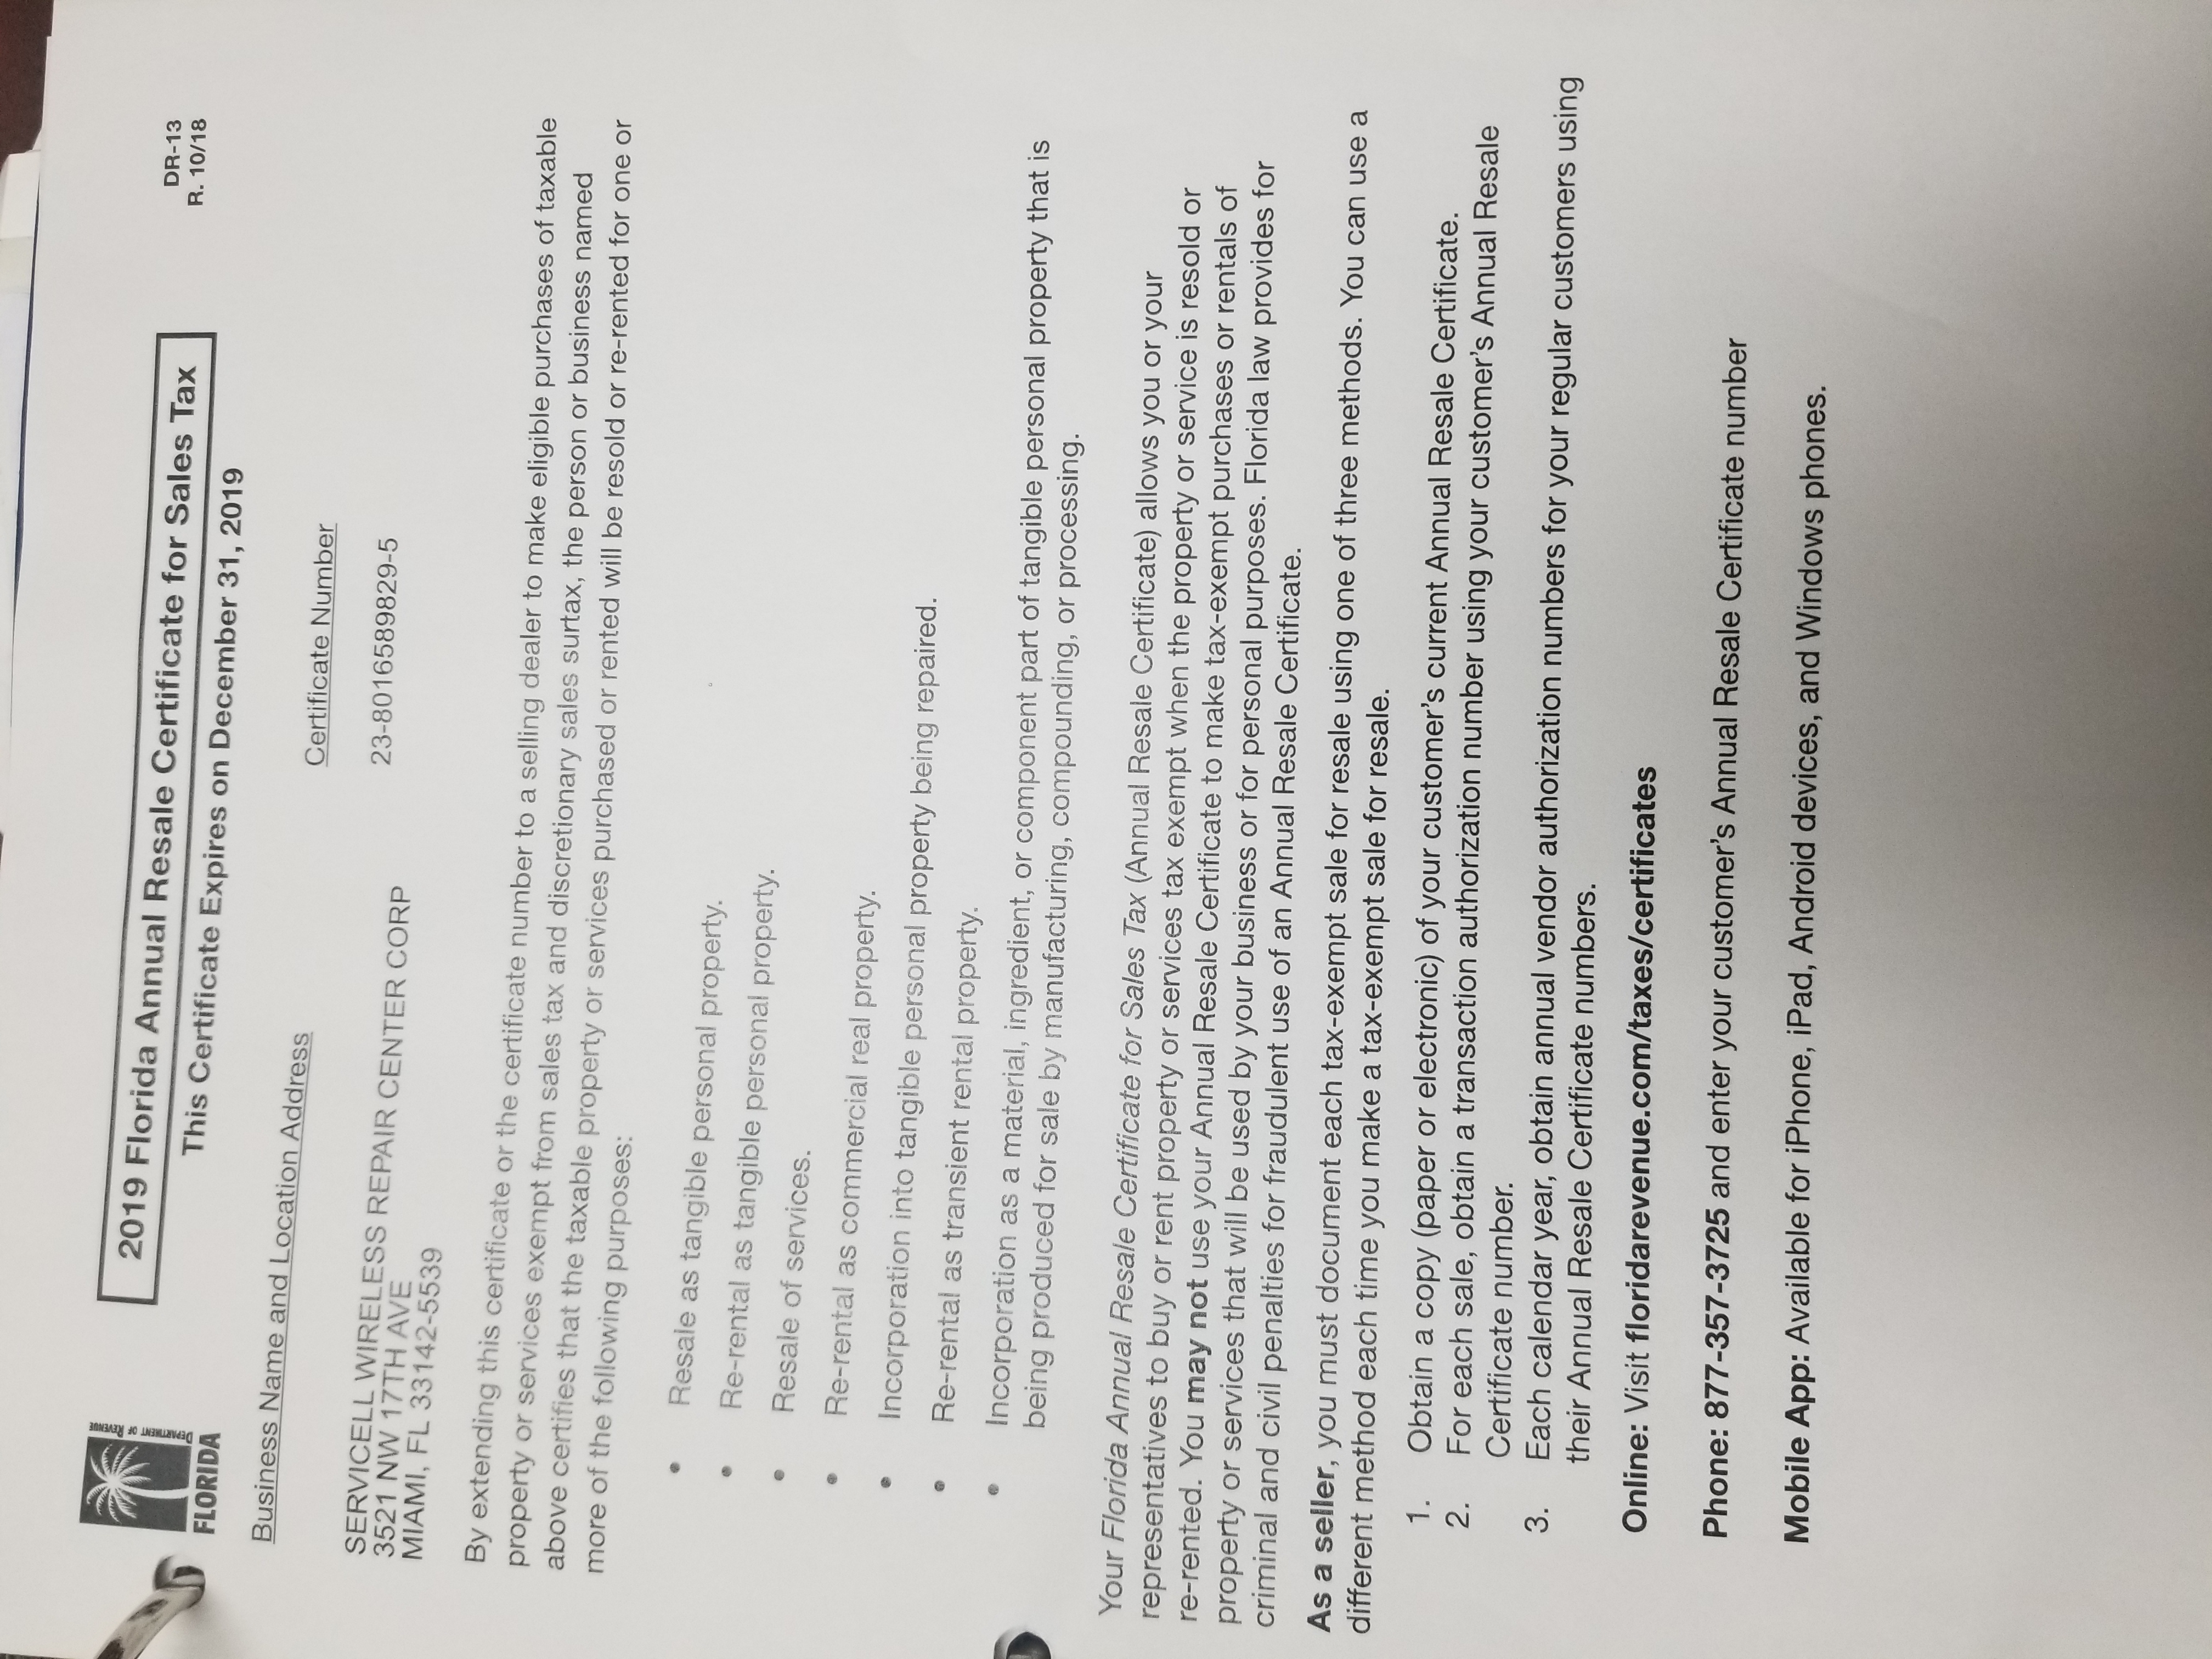 DEPARTMENT OF REVENUE
FLORIDA
2019 Florida Annual Resale Certificate for Sales Tax
This Certificate Expires on December 31, 2019
DR-13
R. 10/18
Business Name and Location Address
Certificate Number
SERVICELL WIRELESS REPAIR CENTER CORP
3521 NW 17TH AVE
MIAMI, FL 33142-5539
23-8016589829-5
By extending this certificate or the certificate number to a selling dealer to make eligible purchases of taxable
property or services exempt from sales tax and discretionary sales surtax, the person or business named
above certifies that the taxable property or services purchased or rented will be resold or re-rented for one or
more of the following purposes:
• Resale as tangible personal property.
• Re-rental as tangible personal property.
• Resale of services.
• Re-rental as commercial real property.
• Incorporation into tangible personal property being repaired.
• Re-rental as transient rental property.
• Incorporation as a material, ingredient, or component part of tangible personal property that is
being produced for sale by manufacturing, compounding, or processing.
Your Florida Annual Resale Certificate for Sales Tax (Annual Resale Certificate) allows you or your
representatives to buy or rent property or services tax exempt when the property or service is resold or
re-rented. You may not use your Annual Resale Certificate to make tax-exempt purchases or rentals of
property or services that will be used by your business or for personal purposes. Florida law provides for
criminal and civil penalties for fraudulent use of an Annual Resale Certificate.
As a seller, you must document each tax-exempt sale for resale using one of three methods. You can use a
different method each time you make a tax-exempt sale for resale.
1. Obtain a copy (paper or electronic) of your customer's current Annual Resale Certificate.
2. For each sale, obtain a transaction authorization number using your customer's Annual Resale
Certificate number.
3. Each calendar year, obtain annual vendor authorization numbers for your regular customers using
their Annual Resale Certificate numbers.
Online: Visit floridarevenue.com/taxes/certificates
Phone: 877-357-3725 and enter your customer's Annual Resale Certificate number
Mobile App: Available for iPhone, iPad, Android devices, and Windows phones.